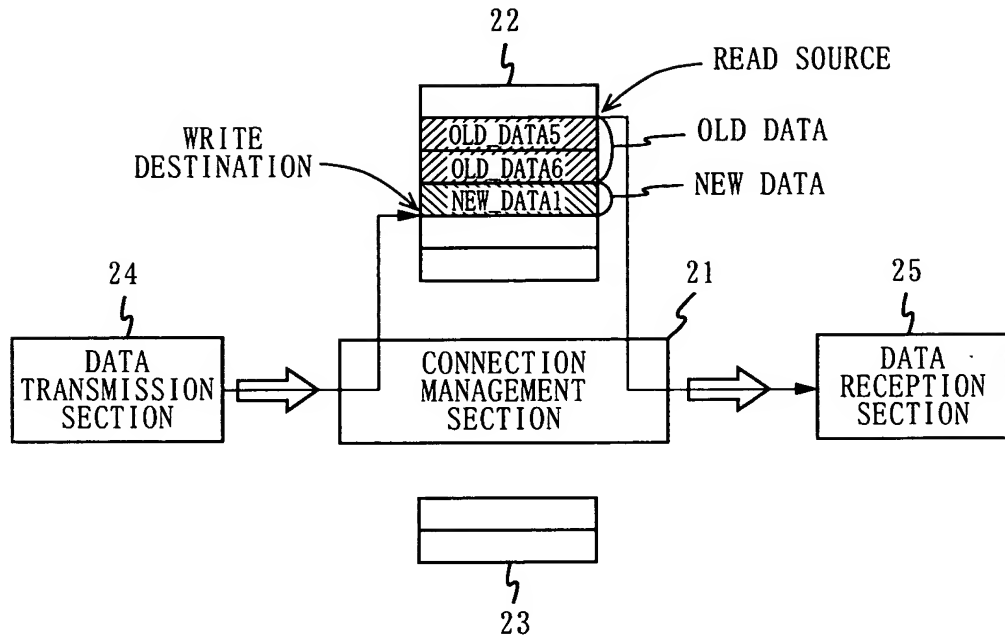 22
READ SOURCE
OLD_DATA5
OLD DATA
WRITE
DESTINATION
OLD_DATA6
NEW DATA
NEW_DATA1
24
21
25
DATA
TRANSMISSION
SECTION
CONNECTION
MANAGEMENT
SECTION
DATA
RECEPTION
SECTION
23